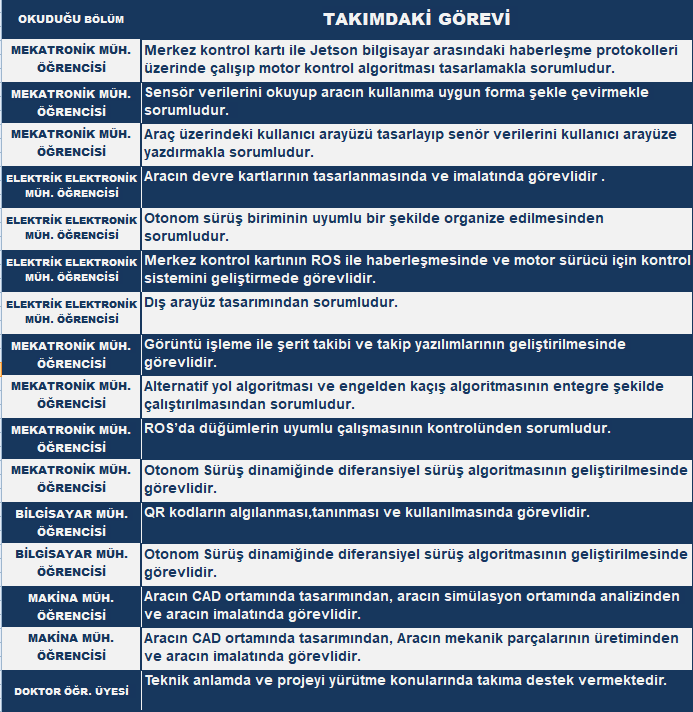 OKUDUĞU BÖLÜM
TAKIMDAKİ GÖREVİ
MEKATRONİK MÜH.
ÖĞRENCİSİ
Merkez kontrol kartı ile Jetson bilgisayar arasındaki haberleşme protokolleri
üzerinde çalışıp motor kontrol algoritması tasarlamakla sorumludur.
MEKATRONİK MÜH.
ÖĞRENCİSİ
Sensör verilerini okuyup aracın kullanıma uygun forma şekle çevirmekle
sorumludur.
MEKATRONİK MÜH.
ÖĞRENCİSİ
Araç üzerindeki kullanıcı arayüzü tasarlayıp senör verilerini kullanıcı arayüze
yazdırmakla sorumludur.
ELEKTRİK ELEKTRONİK
MÜH. ÖĞRENCİSİ
Aracın devre kartlarının tasarlanmasında ve imalatında görevlidir .
ELEKTRİK ELEKTRONİK
MÜH. ÖĞRENCİSİ
Otonom sürüş biriminin uyumlu bir şekilde organize edilmesinden
sorumludur.
ELEKTRİK ELEKTRONİK
MÜH. ÖĞRENCİSİ
Merkez kontrol kartının ROS ile haberleşmesinde ve motor sürücü için kontrol
sistemini geliştirmede görevlidir.
ELEKTRİK ELEKTRONİK
MÜH. ÖĞRENCİSİ
Dış arayüz tasarımından sorumludur.
MEKATRONİK MÜH.
ÖĞRENCİSİ
Görüntü işleme ile şerit takibi ve takip yazılımlarının geliştirilmesinde
görevlidir.
MEKATRONİK MÜH.
ÖĞRENCİSİ
Alternatif yol algoritması ve engelden kaçış algoritmasının entegre şekilde
çalıştırılmasından sorumludur.
MEKATRONİK MÜH.
ÖĞRENCİSİ
ROS’da düğümlerin uyumlu çalışmasının kontrolünden sorumludur.
MEKATRONİK MÜH.
ÖĞRENCİSİ
Otonom Sürüş dinamiğinde diferansiyel sürüş algoritmasının geliştirilmesinde
görevlidir.
BİLGİSAYAR MÜH.
ÖĞRENCİSİ
QR kodların algılanması,tanınması ve kullanılmasında görevlidir.
BİLGİSAYAR MÜH.
ÖĞRENCİSİ
Otonom Sürüş dinamiğinde diferansiyel sürüş algoritmasının geliştirilmesinde
görevlidir.
MAKİNA MÜH.
ÖĞRENCİSİ
Aracın CAD ortamında tasarımından, aracın simülasyon ortamında analizinden
ve aracın imalatında görevlidir.
MAKİNA MÜH.
ÖĞRENCİSİ
Aracın CAD ortamında tasarımından, Aracın mekanik parçalarının üretiminden
ve aracın imalatında görevlidir.
DOKTOR ÖĞR. ÜYESİ
Teknik anlamda ve projeyi yürütme konularında takıma destek vermektedir.